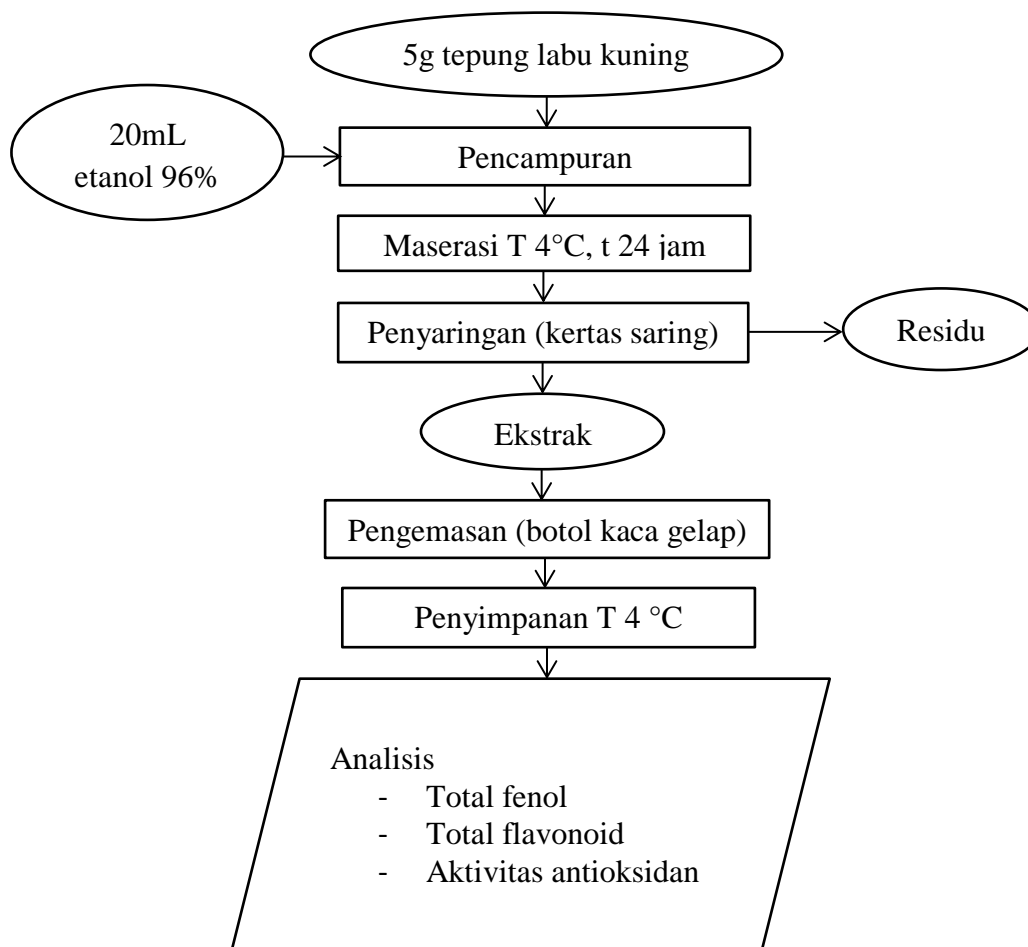 5g tepung labu kuning
20mL
etanol 96%
Pencampuran
Maserasi T 4°C, t 24 jam
Penyaringan (kertas saring)
Residu
Ekstrak
Pengemasan (botol kaca gelap)
Penyimpanan T 4 °C
Analisis
- Total fenol
- Total flavonoid
- Aktivitas antioksidan